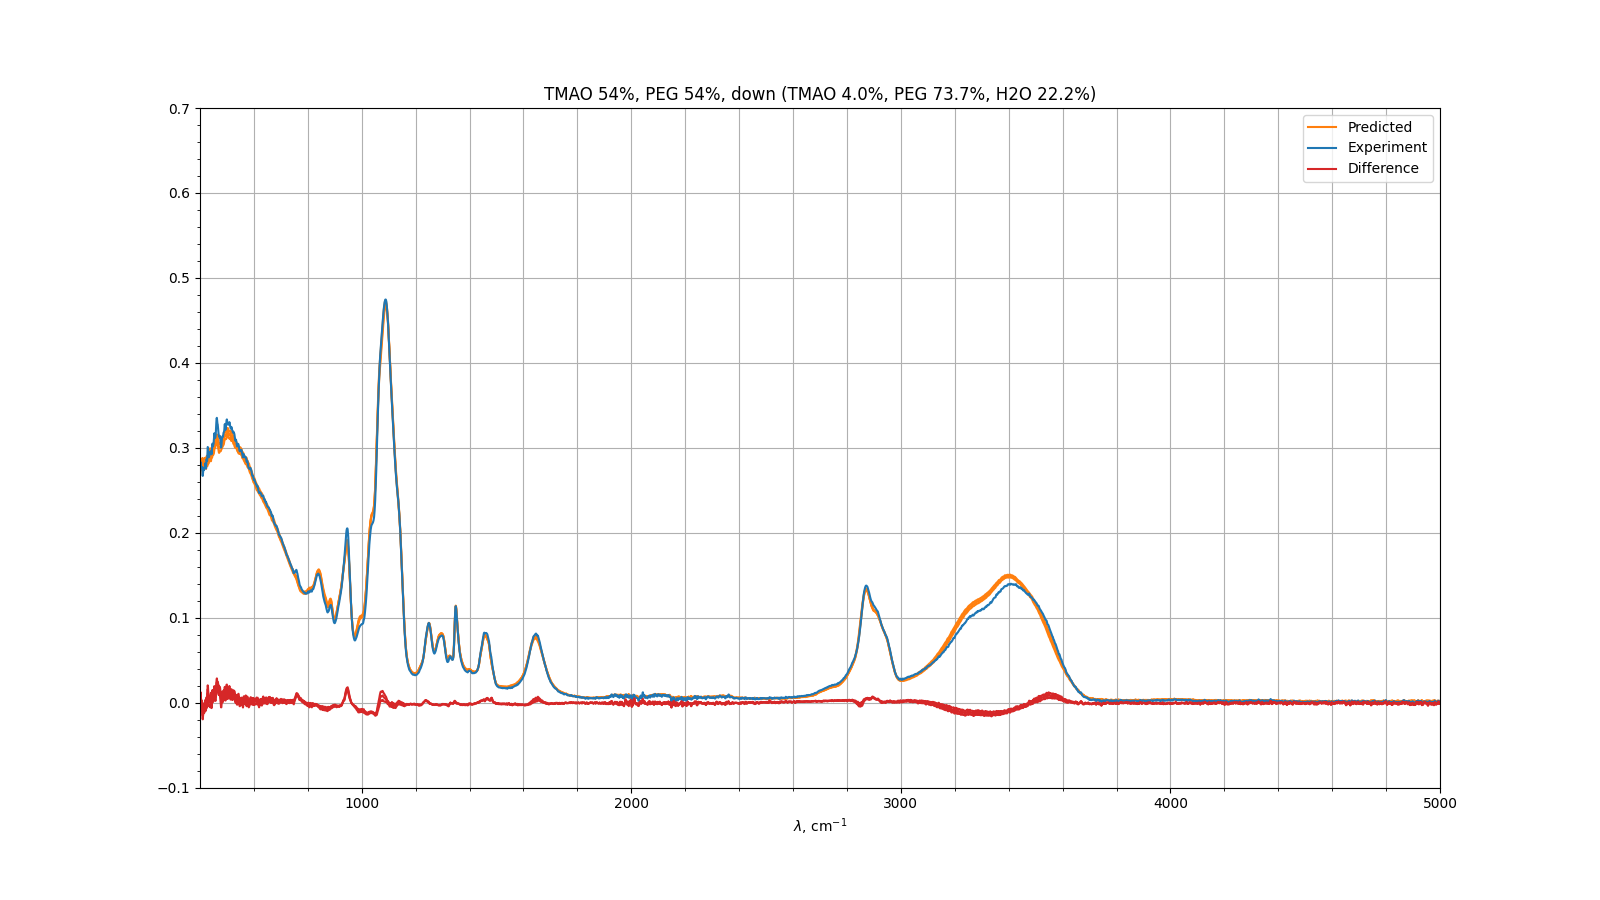 TMAO 54%, PEG 54%, down (TMAO 4.0%, PEG 73.7%, H2O 22.2%)
0.7
0.6
0.5
0.4
0.3
0.2
0.1
0.0
−0.1
Predicted
Experiment
Difference
1000 2000 3000 4000 5000
λ, cm⁻¹